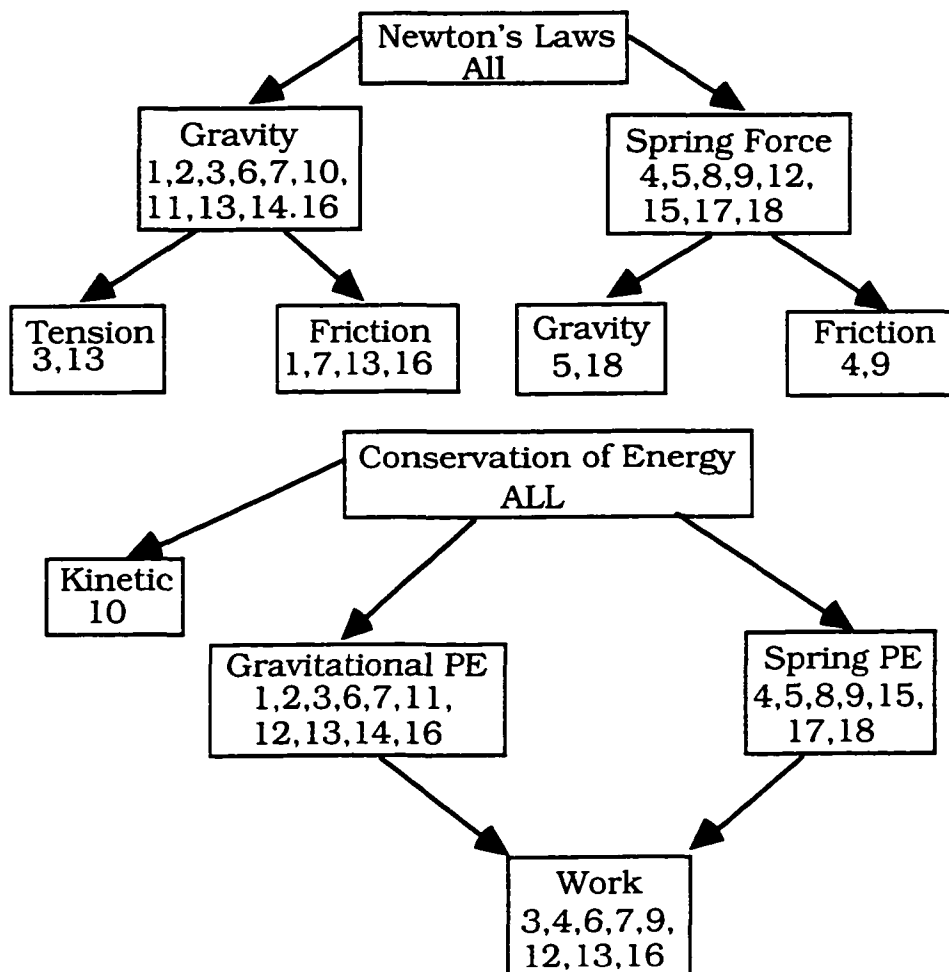 Newton's Laws
All
Gravity
1,2,3,6,7,10,
11,13,14.16
Spring Force
4,5,8,9,12,
15,17,18
Tension
3,13
Friction
1,7,13,16
Gravity
5,18
Friction
4,9
Conservation of Energy
ALL
Kinetic
10
Gravitational PE
1,2,3,6,7,11,
12,13,14,16
Spring PE
4,5,8,9,15,
17,18
Work
3,4,6,7,9,
12,13,16